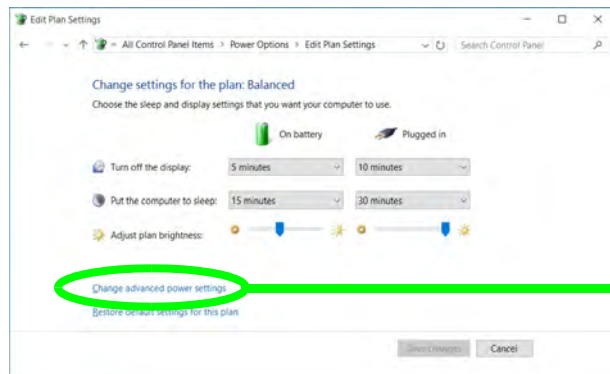 Edit Plan Settings
All Control Panel Items > Power Options > Edit Plan Settings
Search Control Panel
Change settings for the plan: Balanced
Choose the sleep and display settings that you want your computer to use.
On battery Plugged in
Turn off the display: 5 minutes 10 minutes
Put the computer to sleep: 15 minutes 30 minutes
Adjust plan brightness:
Change advanced power settings
Restore default settings for this plan
Save changes Cancel